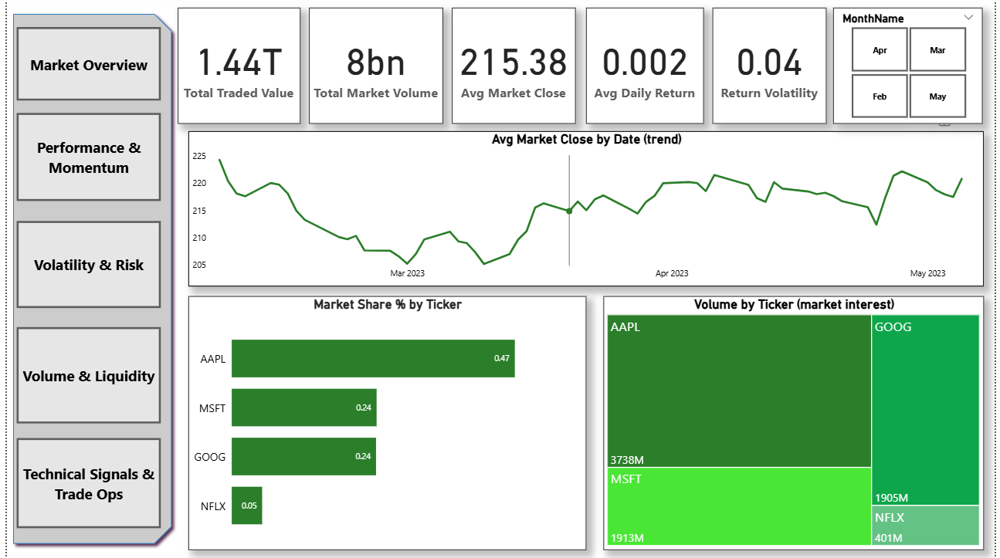 Market Overview
Performance &
Momentum
Volatility & Risk
Volume & Liquidity
Technical Signals &
Trade Ops
1.44T
Total Traded Value
8bn
Total Market Volume
215.38
Avg Market Close
0.002
Avg Daily Return
0.04
Return Volatility
MonthName
Apr
Mar
Feb
May
Avg Market Close by Date (trend)
225
220
215
210
205
Mar 2023
Apr 2023
May 2023
Market Share % by Ticker
AAPL
0.47
MSFT
0.24
GOOG
0.24
NFLX
0.05
Volume by Ticker (market interest)
AAPL
3738M
MSFT
1913M
GOOG
1905M
NFLX
401M